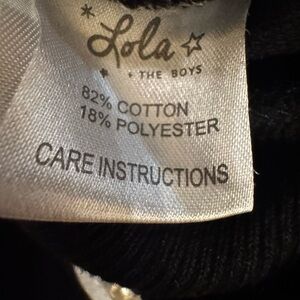 Lola
+ THE BOYS
82% COTTON
18% POLYESTER
CARE INSTRUCTIONS